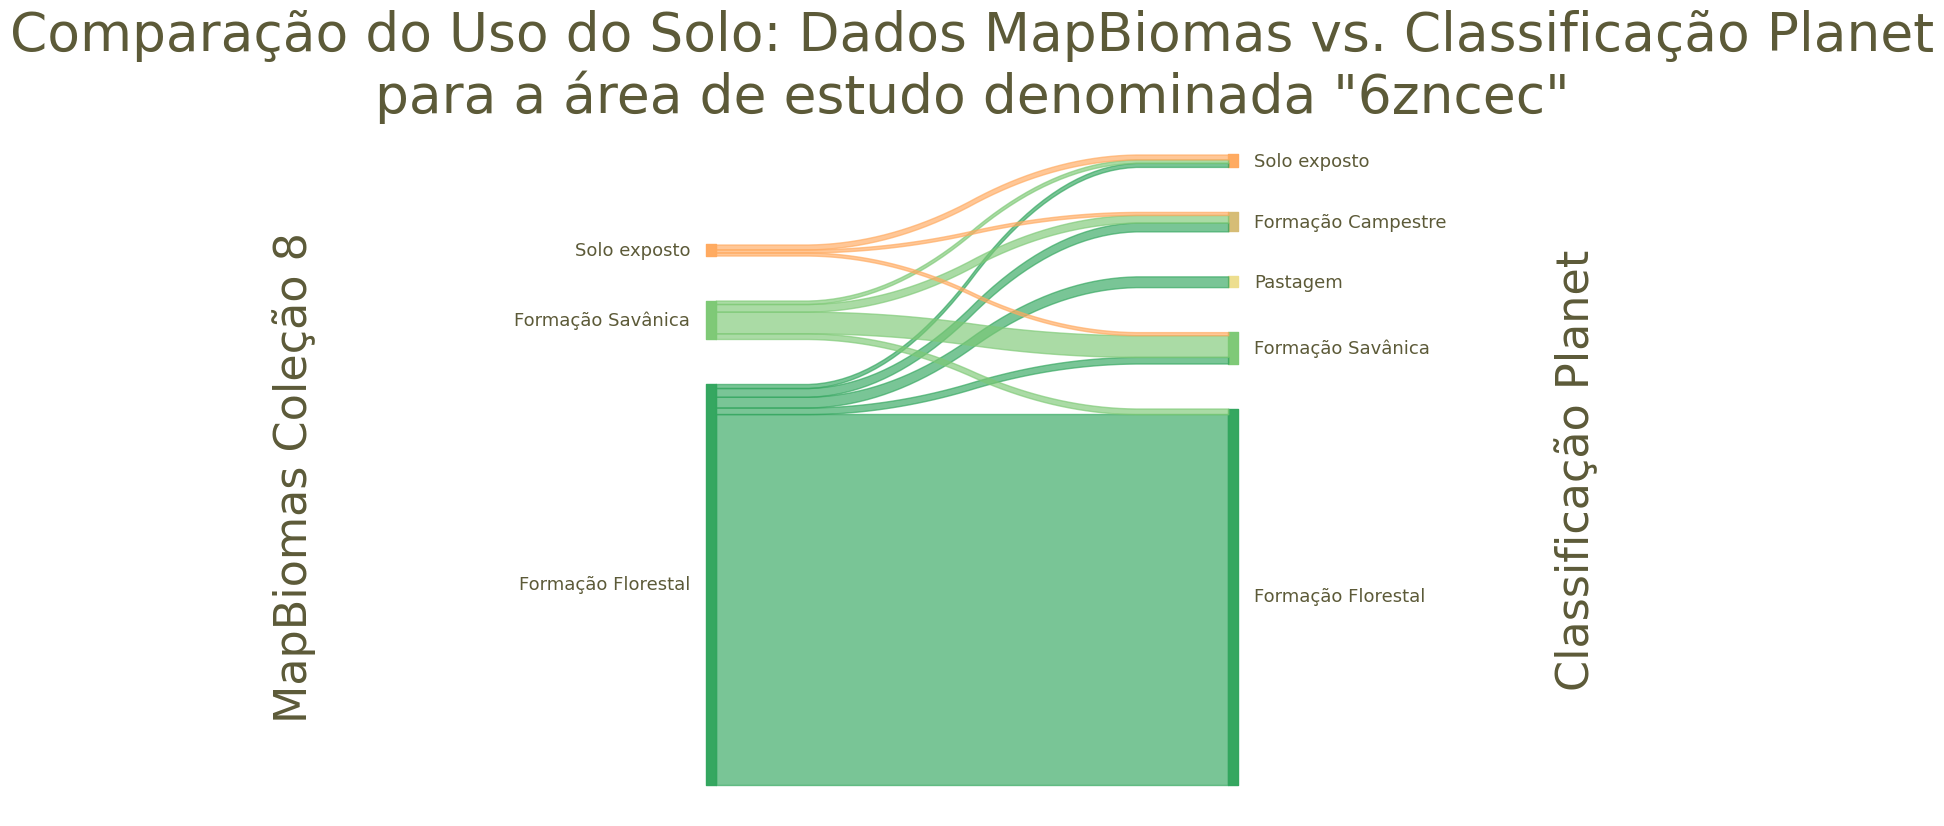 Comparação do Uso do Solo: Dados MapBiomas vs. Classificação Planet
para a área de estudo denominada "6zncec"
MapBiomas Coleção 8
Solo exposto
Formação Savânica
Formação Florestal
Solo exposto
Formação Campestre
Pastagem
Formação Savânica
Formação Florestal
Classificação Planet